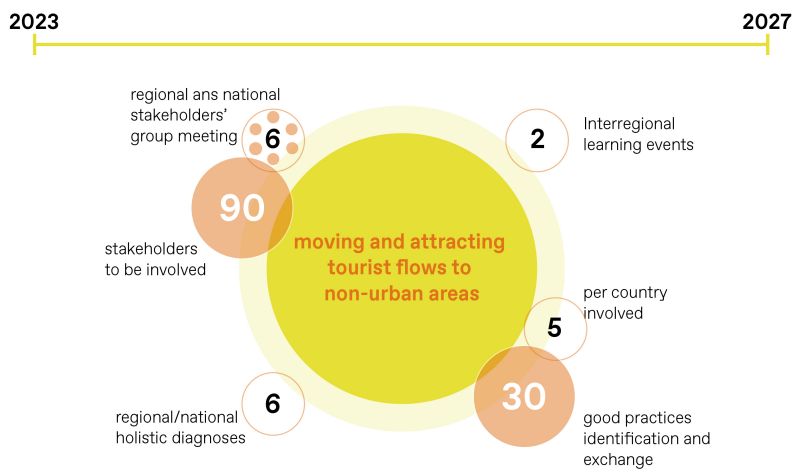 2023
2027
regional ans national
stakeholders'
group meeting
6
90
stakeholders
to be involved
2
Interregional
learning events
moving and attracting
tourist flows to
non-urban areas
per country
involved
5
30
good practices
identification and
exchange
6
regional/national
holistic diagnoses